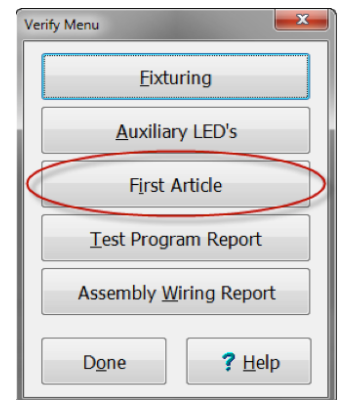 Verify Menu
Fixturing
Auxiliary LED's
First Article
Test Program Report
Assembly Wiring Report
Done
? Help